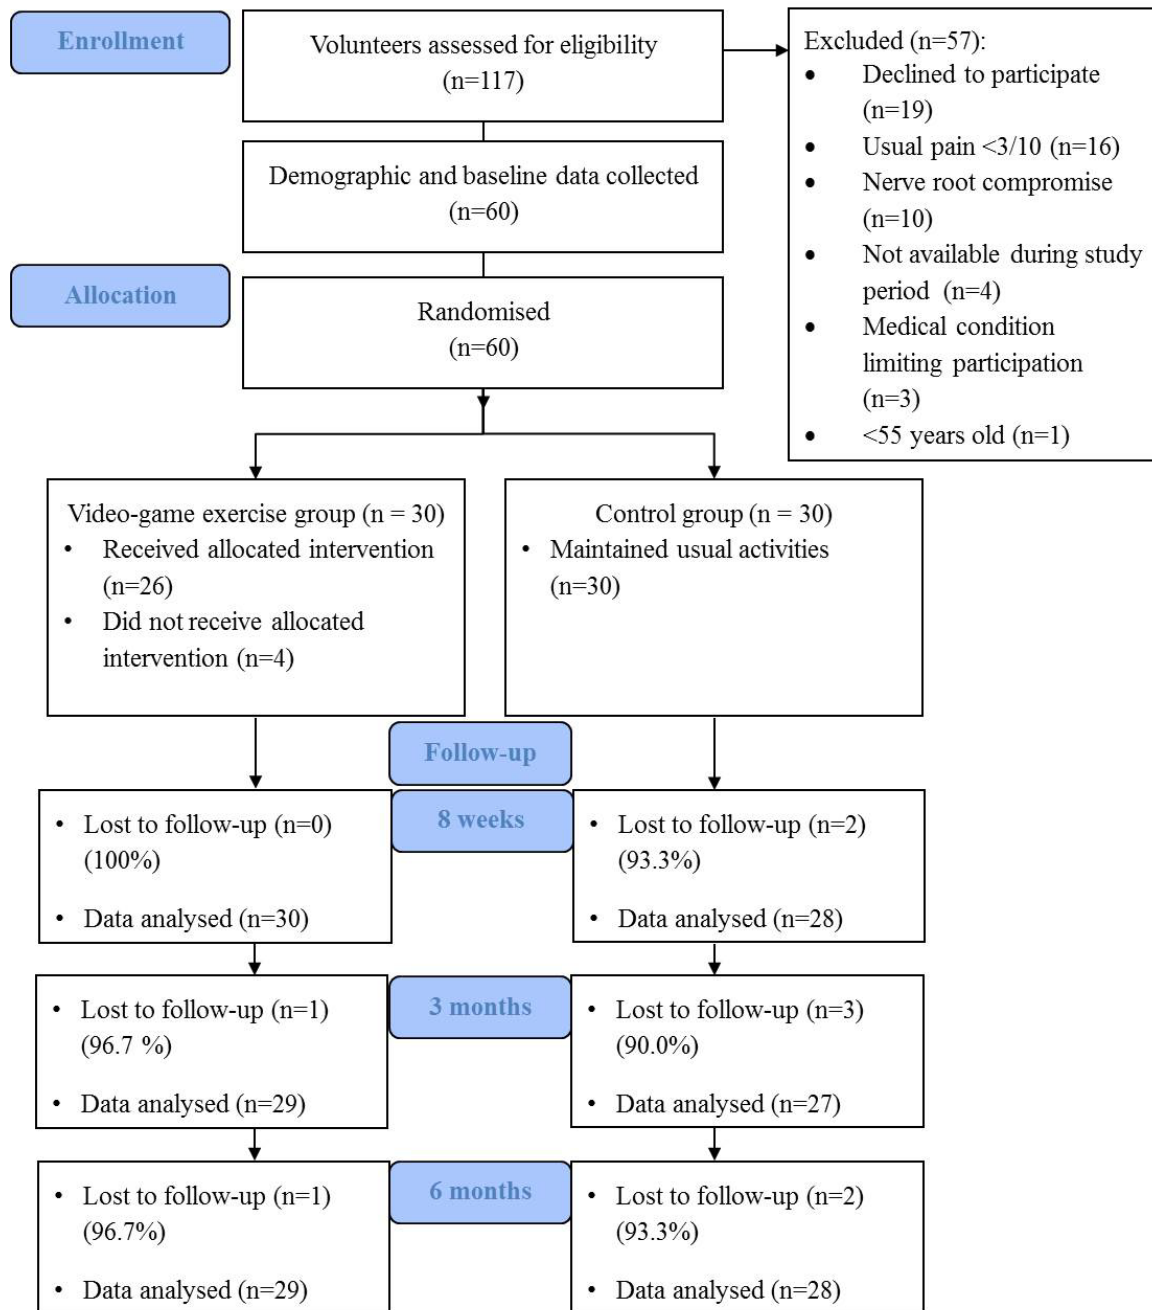 Enrollment
Volunteers assessed for eligibility
(n=117)
Excluded (n=57):
• Declined to participate
(n=19)
• Usual pain <3/10 (n=16)
• Nerve root compromise
(n=10)
• Not available during study
period (n=4)
• Medical condition
limiting participation
(n=3)
• <55 years old (n=1)
Demographic and baseline data collected
(n=60)
Allocation
Randomised
(n=60)
Video-game exercise group (n = 30)
• Received allocated intervention
(n=26)
• Did not receive allocated
intervention (n=4)
Control group (n = 30)
• Maintained usual activities
(n=30)
Follow-up
8 weeks
• Lost to follow-up (n=0)
(100%)
• Data analysed (n=30)
• Lost to follow-up (n=2)
(93.3%)
• Data analysed (n=28)
3 months
• Lost to follow-up (n=1)
(96.7 %)
• Data analysed (n=29)
• Lost to follow-up (n=3)
(90.0%)
• Data analysed (n=27)
6 months
• Lost to follow-up (n=1)
(96.7%)
• Data analysed (n=29)
• Lost to follow-up (n=2)
(93.3%)
• Data analysed (n=28)